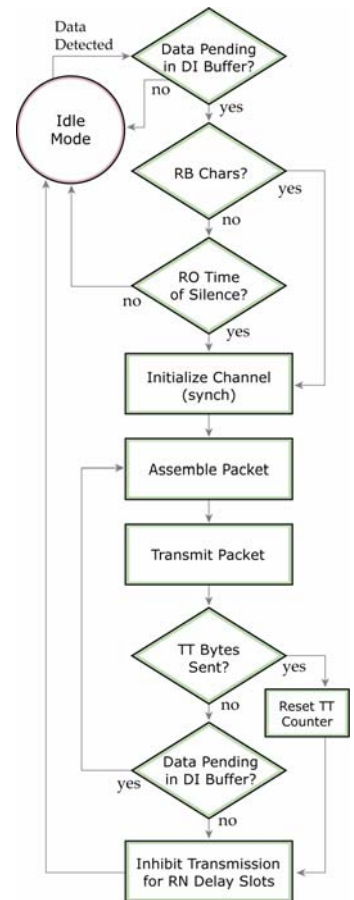 Data
Detected
Data Pending
in DI Buffer?
no
yes
Idle
Mode
RB Chars?
yes
no
RO Time
of Silence?
no
yes
Initialize Channel
(synch)
Assemble Packet
Transmit Packet
TT Bytes
Sent?
yes
no
Reset TT
Counter
Data Pending
in DI Buffer?
yes
no
Inhibit Transmission
for RN Delay Slots